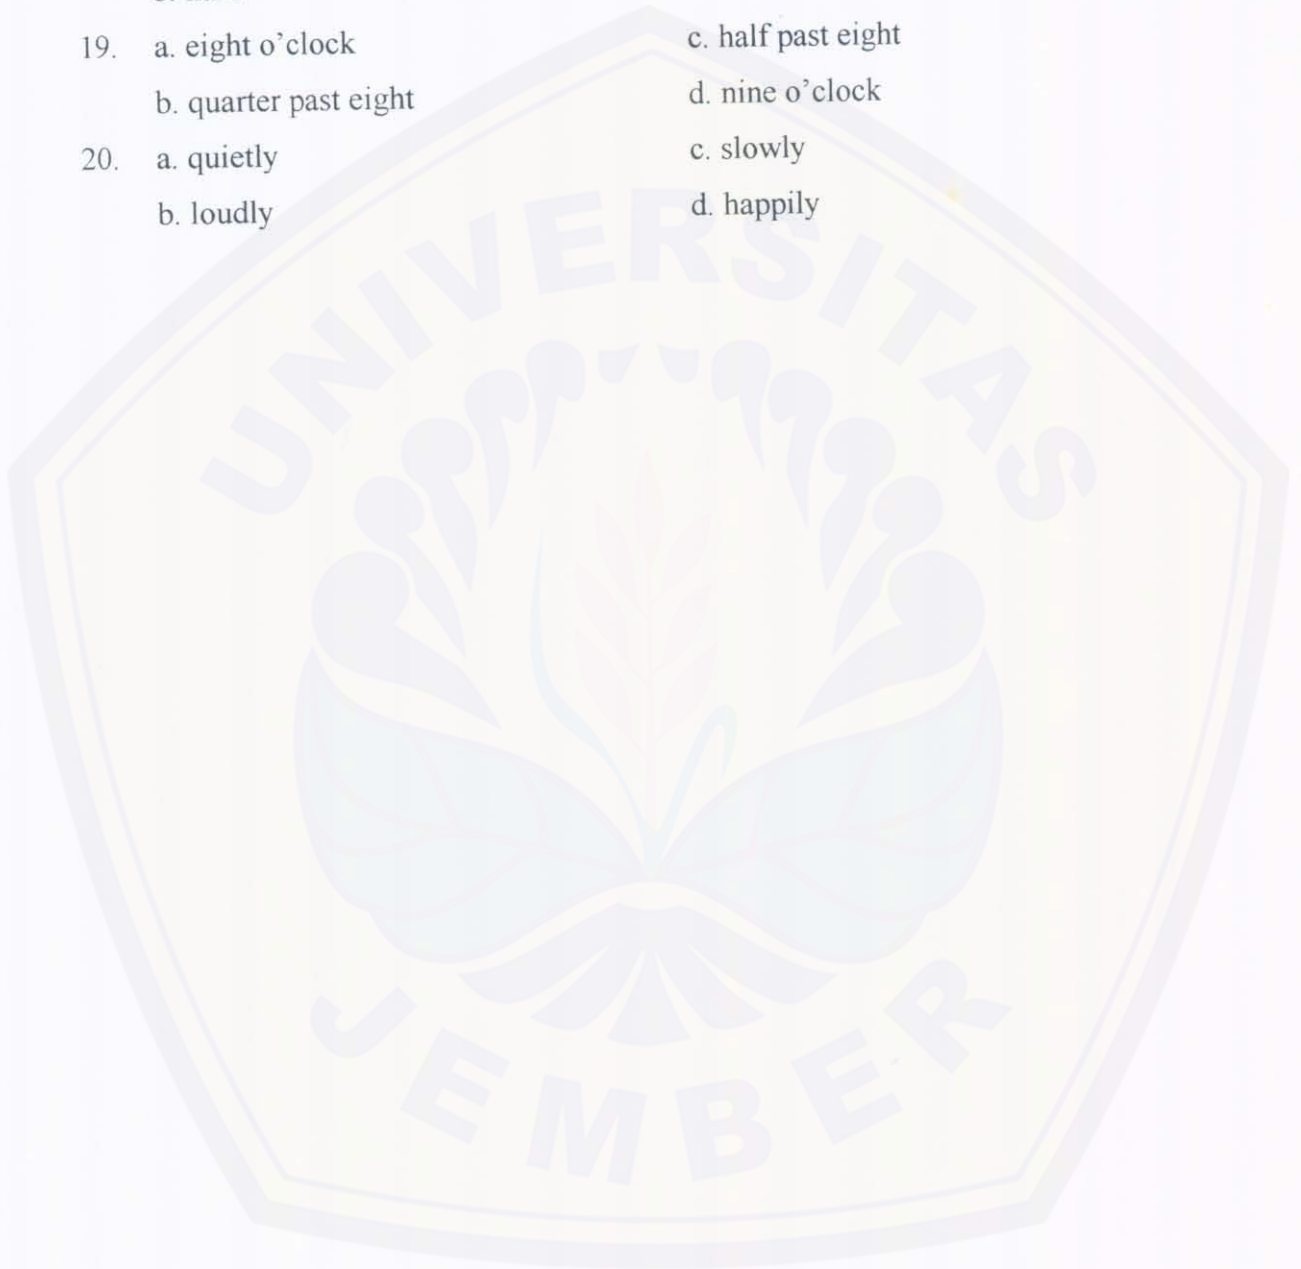 19. a. eight o’clock c. half past eight
b. quarter past eight d. nine o’clock
20. a. quietly c. slowly
b. loudly d. happily
UNIVERSITAS
JEMBER